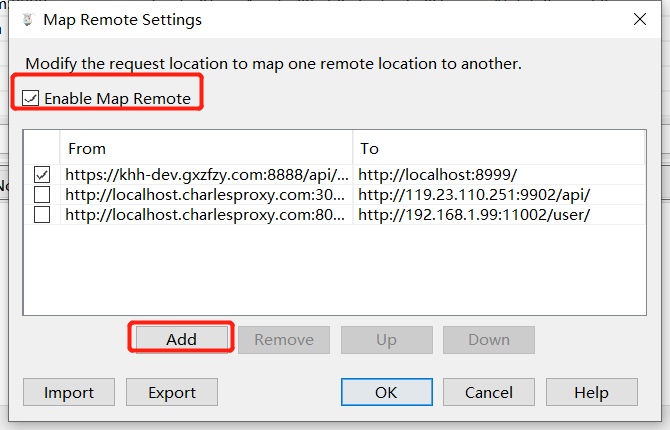 Map Remote Settings
Modify the request location to map one remote location to another.
Enable Map Remote
From To
https://khh-dev.gxzfzy.com:8888/api/... http://localhost:8999/
http://localhost.charlesproxy.com:30... http://119.23.110.251:9902/api/
http://localhost.charlesproxy.com:80... http://192.168.1.99:11002/user/
Add Remove Up Down
Import Export OK Cancel Help